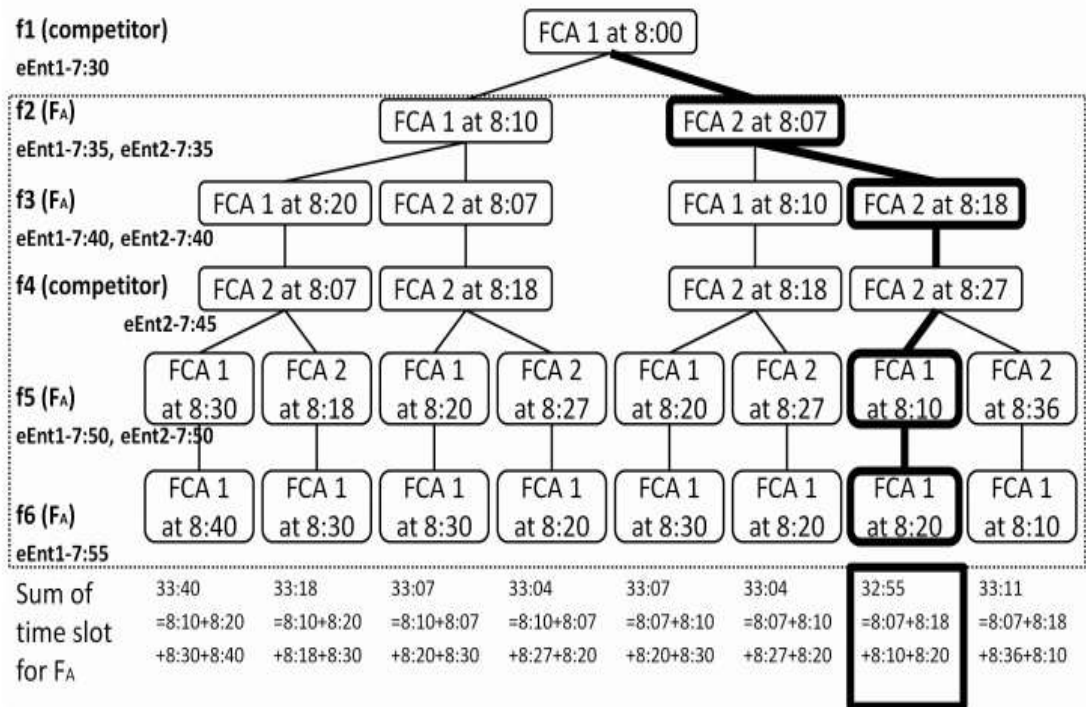 f1 (competitor)
eEnt1-7:30
FCA 1 at 8:00
f2 (FA)
eEnt1-7:35, eEnt2-7:35
FCA 1 at 8:10
FCA 2 at 8:07
f3 (FA)
eEnt1-7:40, eEnt2-7:40
FCA 1 at 8:20
FCA 2 at 8:07
FCA 1 at 8:10
FCA 2 at 8:18
f4 (competitor)
eEnt2-7:45
FCA 2 at 8:07
FCA 2 at 8:18
FCA 2 at 8:18
FCA 2 at 8:27
f5 (FA)
eEnt1-7:50, eEnt2-7:50
FCA 1
at 8:30
FCA 2
at 8:18
FCA 1
at 8:20
FCA 2
at 8:27
FCA 1
at 8:20
FCA 2
at 8:27
FCA 1
at 8:10
FCA 2
at 8:36
f6 (FA)
eEnt1-7:55
FCA 1
at 8:40
FCA 1
at 8:30
FCA 1
at 8:30
FCA 1
at 8:20
FCA 1
at 8:30
FCA 1
at 8:20
FCA 1
at 8:20
FCA 1
at 8:10
Sum of
time slot
for FA
33:40
=8:10+8:20
+8:30+8:40
33:18
=8:10+8:20
+8:18+8:30
33:07
=8:10+8:07
+8:20+8:30
33:04
=8:10+8:07
+8:27+8:20
33:07
=8:07+8:10
+8:20+8:30
33:04
=8:07+8:10
+8:27+8:20
32:55
=8:07+8:18
+8:10+8:20
33:11
=8:07+8:18
+8:36+8:10